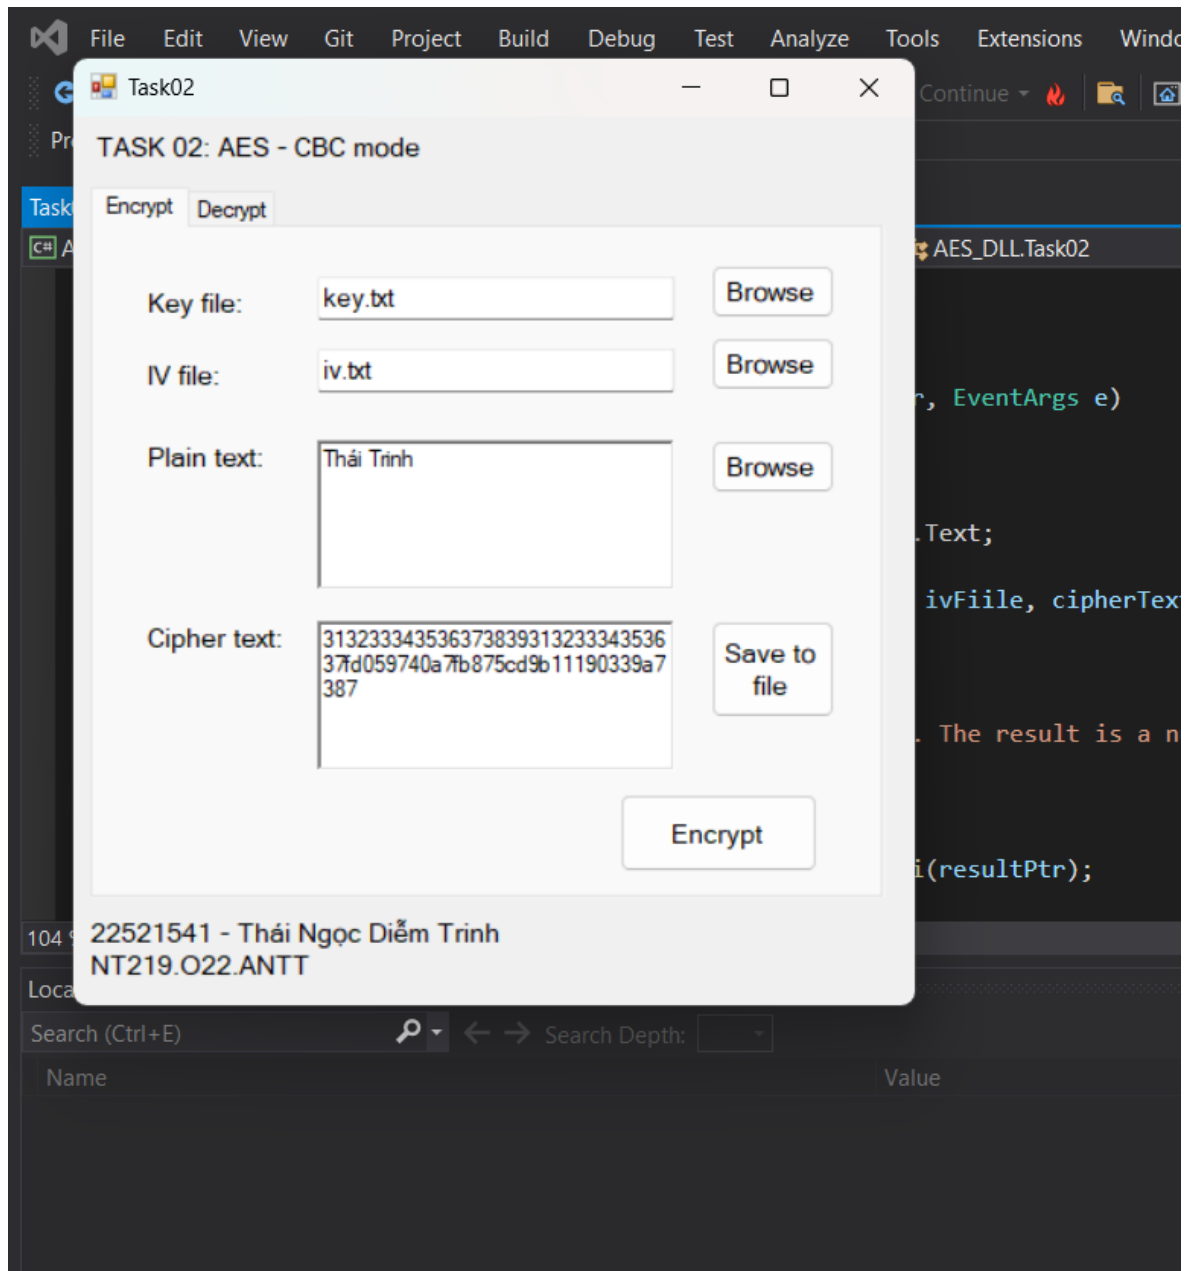 File Edit View Git Project Build Debug Test Analyze Tools Extensions
Task02
Continue
TASK 02: AES - CBC mode
Encrypt Decrypt
C# AES_DLL.Task02
Key file: key.txt Browse
IV file: iv.txt Browse
, EventArgs e)
Plain text: Thái Trinh Browse
.Text;
ivFiile,
Cipher text: 3132333435363738393132333343536
37fd059740a7fb875cd9b11190339a7
387
Save to
file
. The result is a
Encrypt
(resultPtr);
22521541 - Thái Ngọc Diễm Trinh
104
NT219.O22.ANTT
Search (Ctrl+E) Search Depth:
Name Value